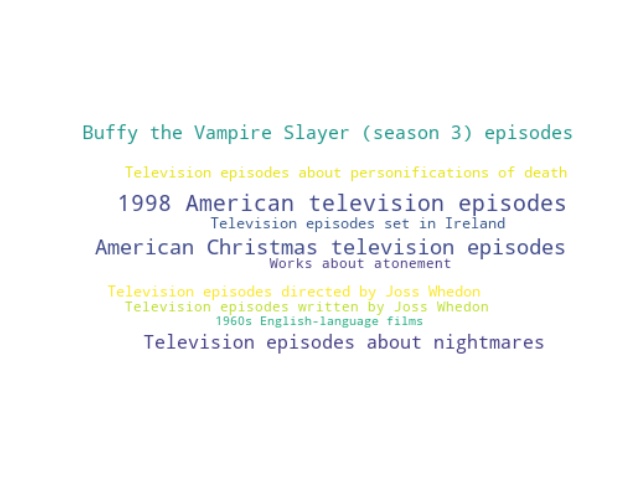 Buffy the Vampire Slayer (season 3) episodes
Television episodes about personifications of death
1998 American television episodes
Television episodes set in Ireland
American Christmas television episodes
Works about atonement
Television episodes directed by Joss Whedon
Television episodes written by Joss Whedon
1960s English-language films
Television episodes about nightmares